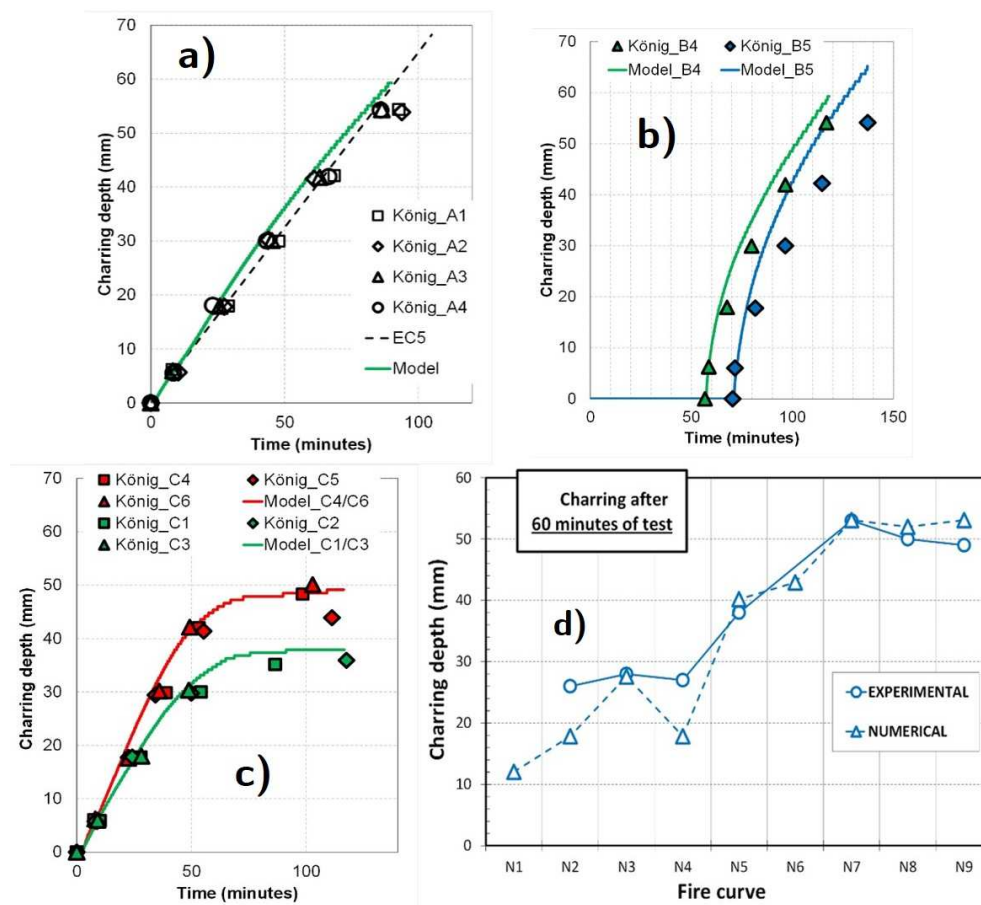 a)
70
60
50
40
30
20
10
0
Charring depth (mm)
König_A1
König_A2
König_A3
König_A4
EC5
Model
0 50 100
Time (minutes)
König_B4 König_B5
Model_B4 Model_B5
b)
70
60
50
40
30
20
10
0
Charring depth (mm)
0 50 100 150
Time (minutes)
König_C4 König_C5
König_C6 Model_C4/C6
König_C1 König_C2
König_C3 Model_C1/C3
c)
50
40
30
20
10
0
Charring depth (mm)
0 50 100
Time (minutes)
Charring after
60 minutes of test
d)
60
50
40
30
20
10
0
Charring depth (mm)
EXPERIMENTAL
NUMERICAL
N1 N2 N3 N4 N5 N6 N7 N8 N9
Fire curve